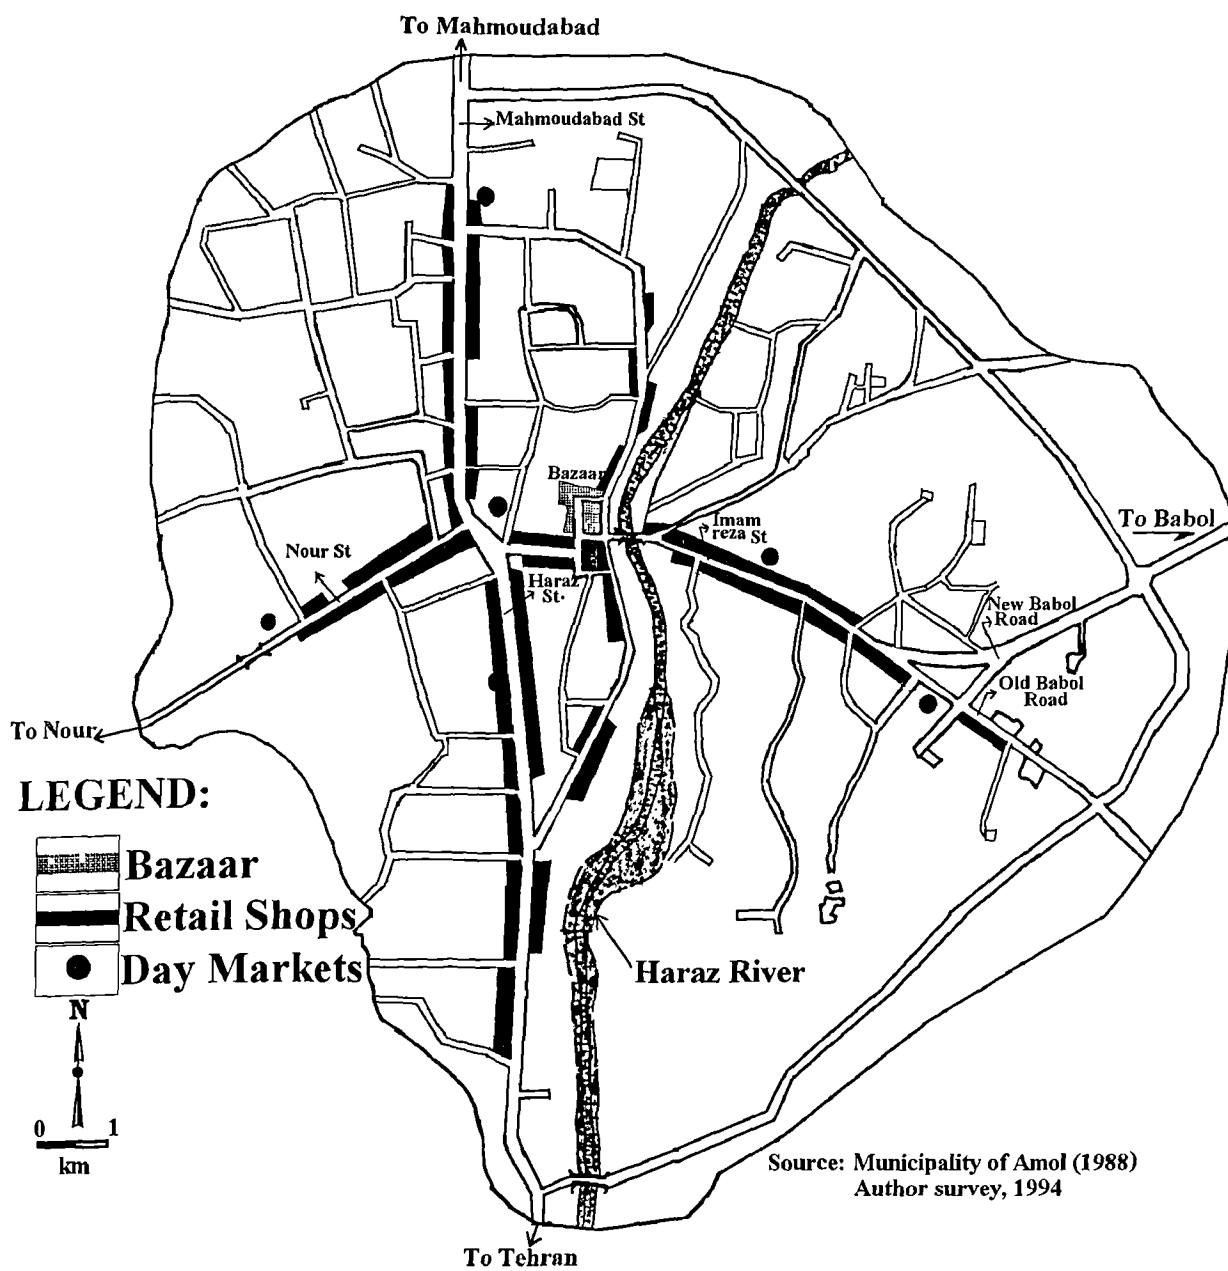 To Mahmoudabad
Mahmoudabad St
Bazaar
Imam
reza St
To Babol
Nour St
Haraz
St.
New Babol
Road
Old Babol
Road
To Nour
LEGEND:
Bazaar
Retail Shops
Day Markets
Haraz River
N
0 1
km
Source: Municipality of Amol (1988)
Author survey, 1994
To Tehran